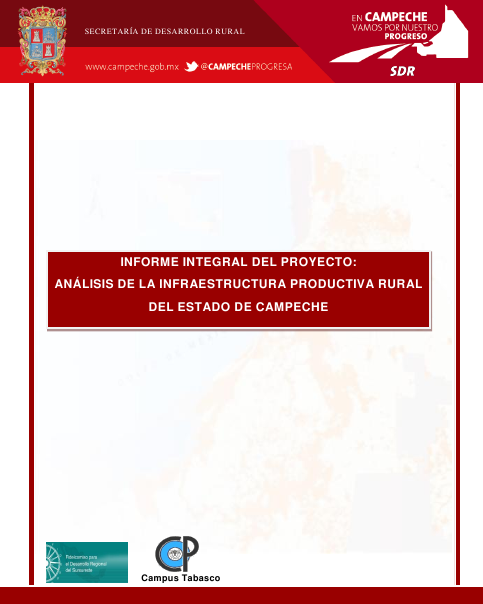 SECRETARÍA DE DESARROLLO RURAL
www.campeche.gob.mx @CAMPECHEPROGRESA
EN CAMPECHE
VAMOS POR NUESTRO
PROGRESO
SDR
INFORME INTEGRAL DEL PROYECTO:
ANÁLISIS DE LA INFRAESTRUCTURA PRODUCTIVA RURAL
DEL ESTADO DE CAMPECHE
Fideicomiso para
el Desarrollo Regional
del Sursureste
CP
Campus Tabasco